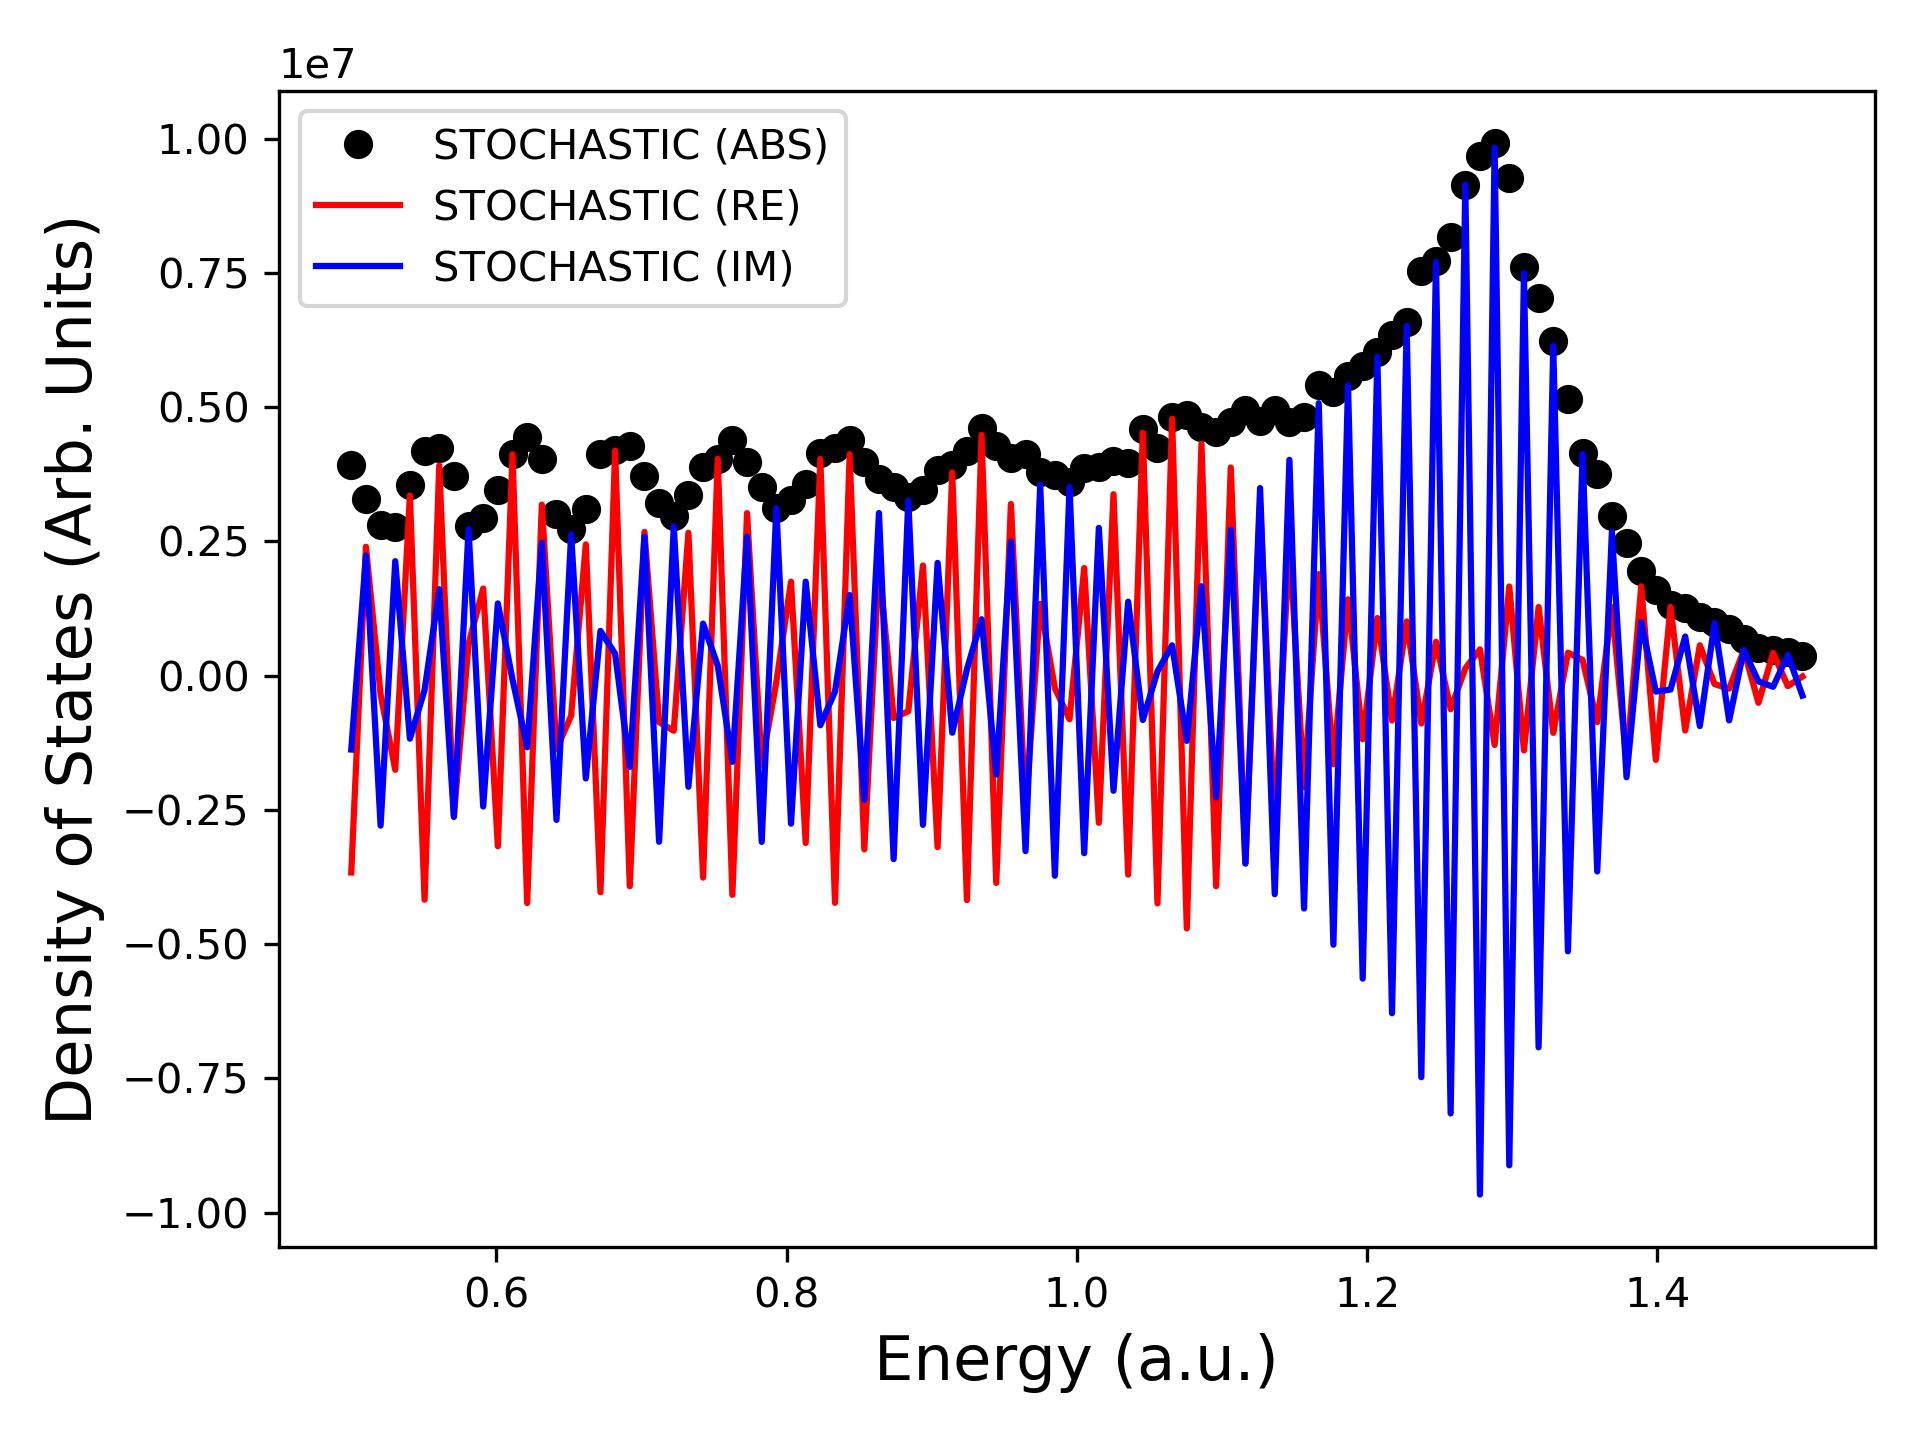 1e7
STOCHASTIC (ABS)
STOCHASTIC (RE)
STOCHASTIC (IM)
Density of States (Arb. Units)
1.00
0.75
0.50
0.25
0.00
−0.25
−0.50
−0.75
−1.00
0.6 0.8 1.0 1.2 1.4
Energy (a.u.)